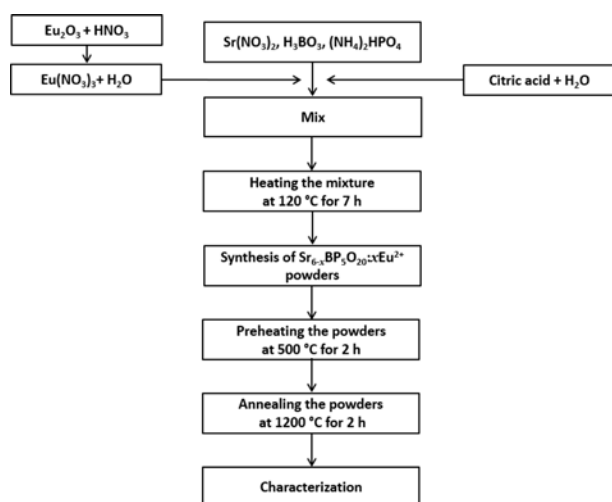 Eu₂O₃ + HNO₃
Sr(NO₃)₂, H₃BO₃, (NH₄)₂HPO₄
Eu(NO₃)₃+ H₂O
Citric acid + H₂O
Mix
Heating the mixture
at 120 °C for 7 h
Synthesis of Sr₆₋ₓBP₅O₂₀:xEu²⁺
powders
Preheating the powders
at 500 °C for 2 h
Annealing the powders
at 1200 °C for 2 h
Characterization